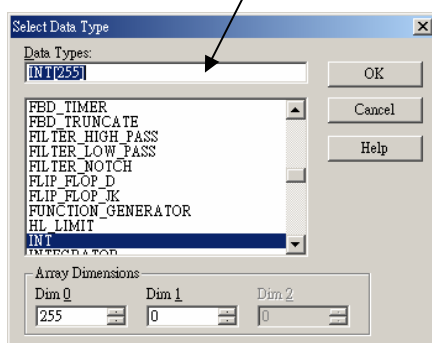 Select Data Type
Data Types:
INT[255]
OK
FBD_TIMER
FBD_TRUNCATE
FILTER_HIGH_PASS
FILTER_LOW_PASS
FILTER_NOTCH
FLIP_FLOP_D
FLIP_FLOP_JK
FUNCTION_GENERATOR
HL_LIMIT
INT
INTEGRATOR
Cancel
Help
Array Dimensions
Dim 0 Dim 1 Dim 2
255 0 0